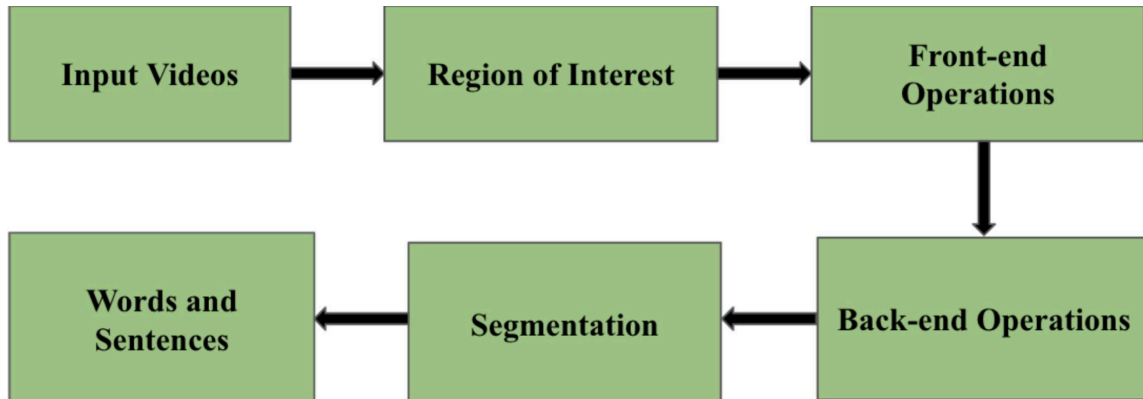 Input Videos
Region of Interest
Front-end
Operations
Back-end Operations
Segmentation
Words and
Sentences